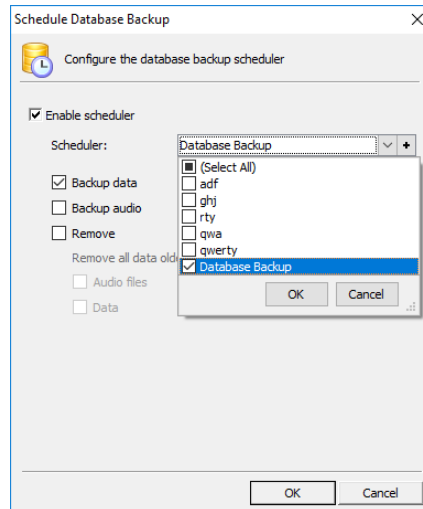 Schedule Database Backup
Configure the database backup scheduler
Enable scheduler
Scheduler: Database Backup
(Select All)
Backup data adf
ghj
Backup audio rty
Remove qwa
qwerty
Remove all data
Database Backup
Audio files
OK Cancel
Data
OK Cancel